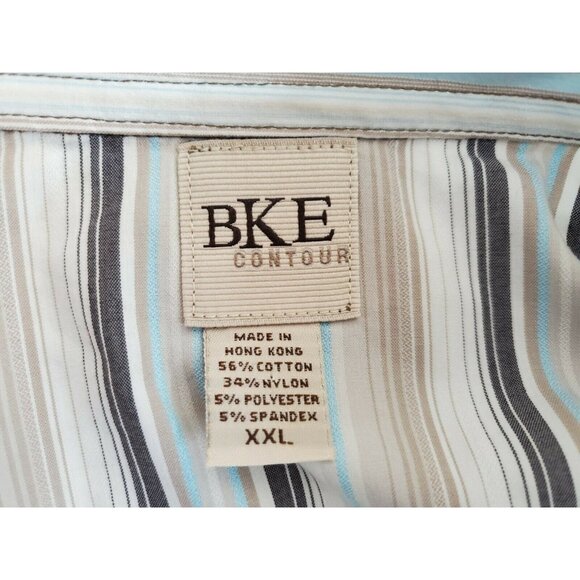 BKE
CONTOUR
MADE IN
HONG KONG
56% COTTON
34% NYLON
5% POLYESTER
5% SPANDEX
XXL